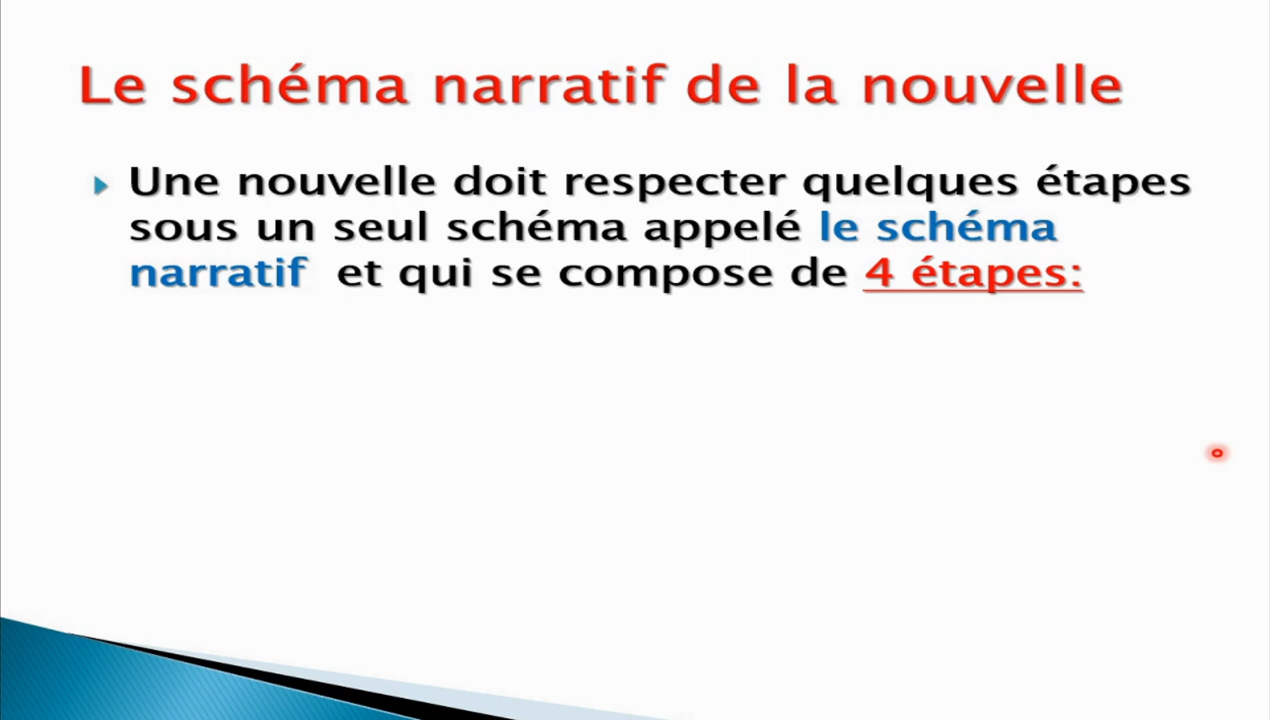 Le schéma narratif de la nouvelle
Une nouvelle doit respecter quelques étapes
sous un seul schéma appelé le schéma
narratif et qui se compose de 4 étapes: